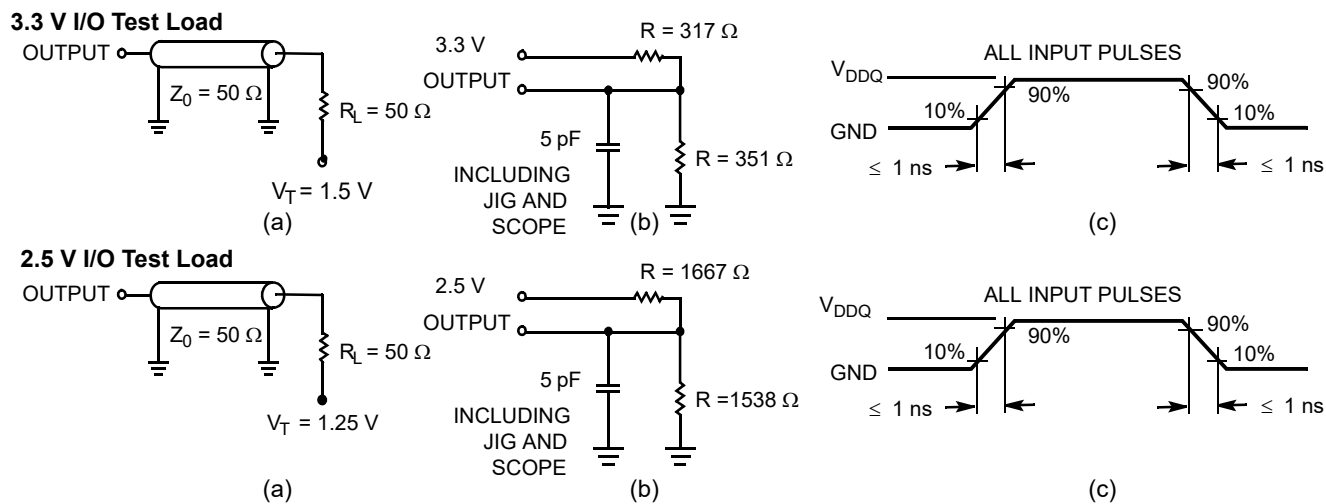 3.3 V I/O Test Load
OUTPUT
Z0 = 50 Ω
RL = 50 Ω
VT = 1.5 V
(a)
3.3 V
OUTPUT
R = 317 Ω
5 pF
R = 351 Ω
INCLUDING
JIG AND
SCOPE
(b)
ALL INPUT PULSES
VDDQ
GND
10%
90%
90%
10%
≤ 1 ns
≤ 1 ns
(c)
2.5 V I/O Test Load
OUTPUT
Z0 = 50 Ω
RL = 50 Ω
VT = 1.25 V
(a)
2.5 V
OUTPUT
R = 1667 Ω
5 pF
R =1538 Ω
INCLUDING
JIG AND
SCOPE
(b)
ALL INPUT PULSES
VDDQ
GND
10%
90%
90%
10%
≤ 1 ns
≤ 1 ns
(c)